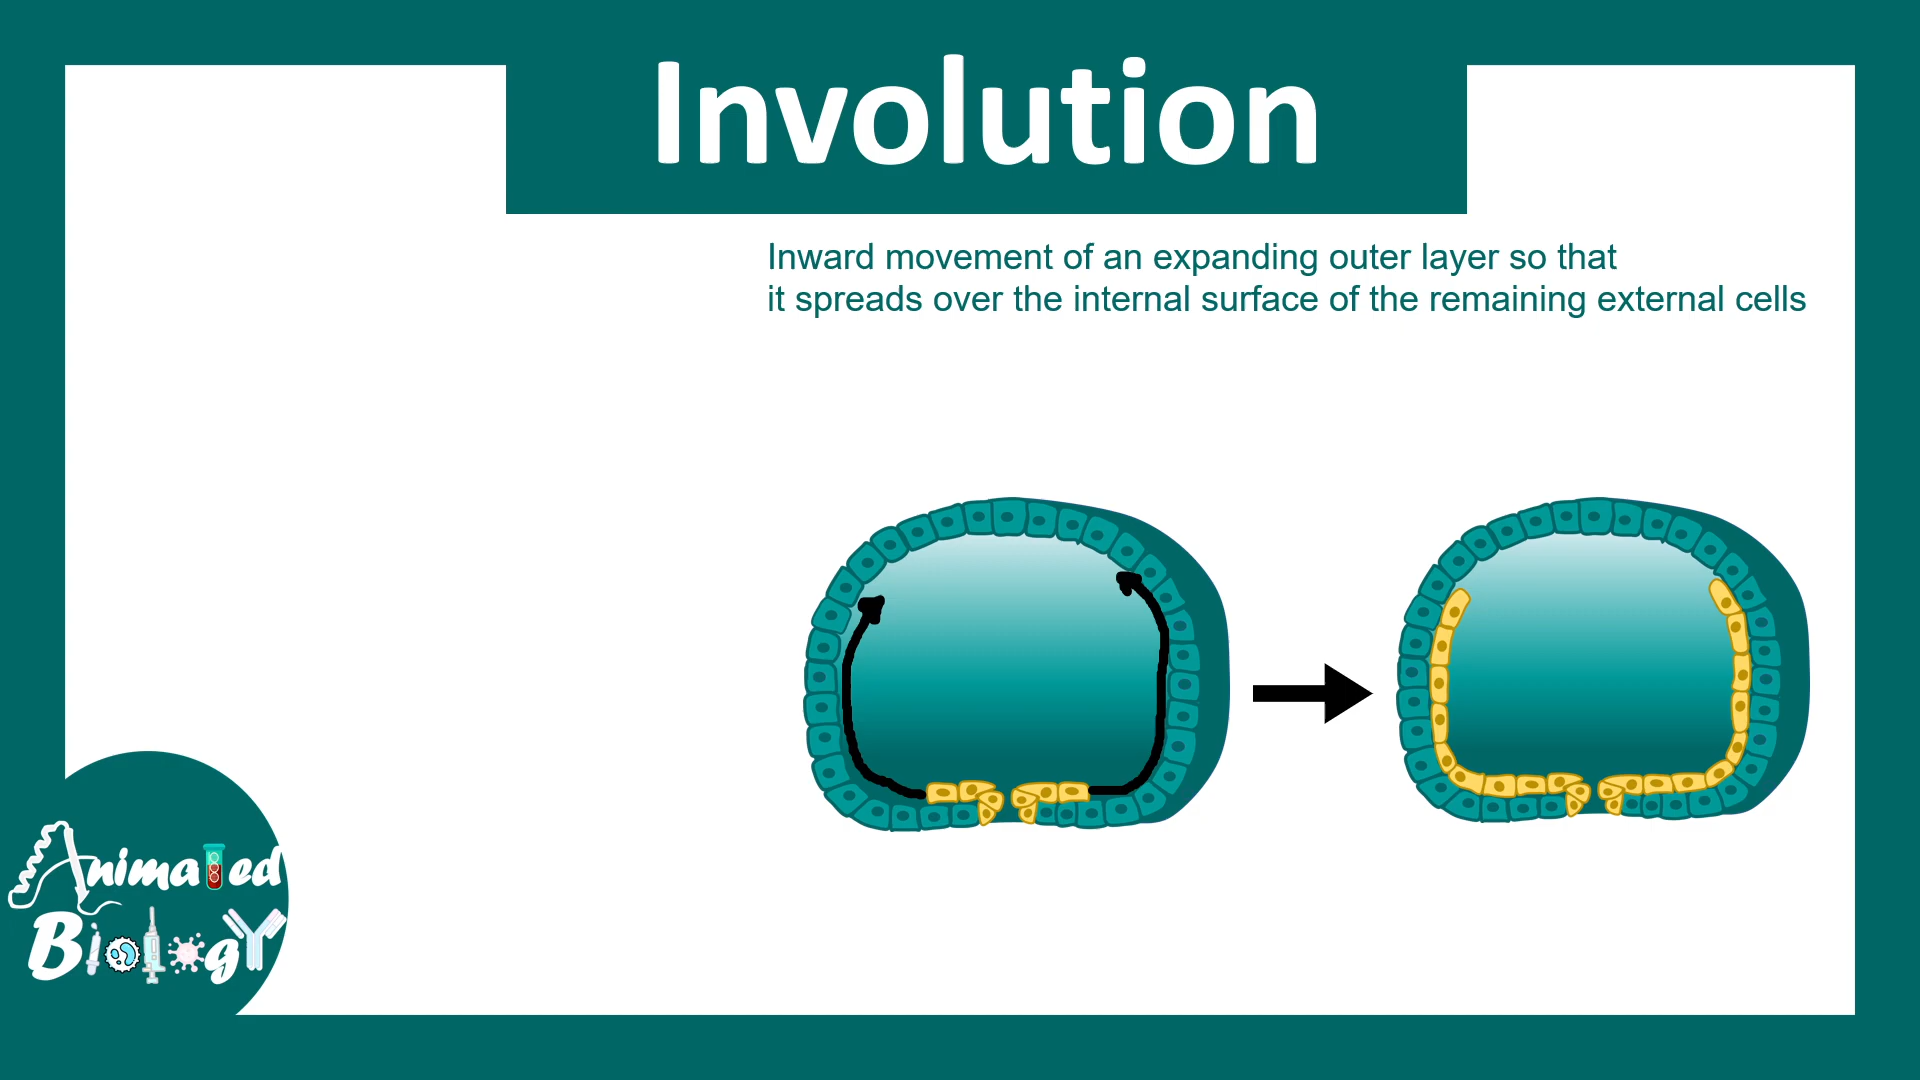 Involution
Inward movement of an expanding outer layer so that
it spreads over the internal surface of the remaining external cells
Animated
Biology